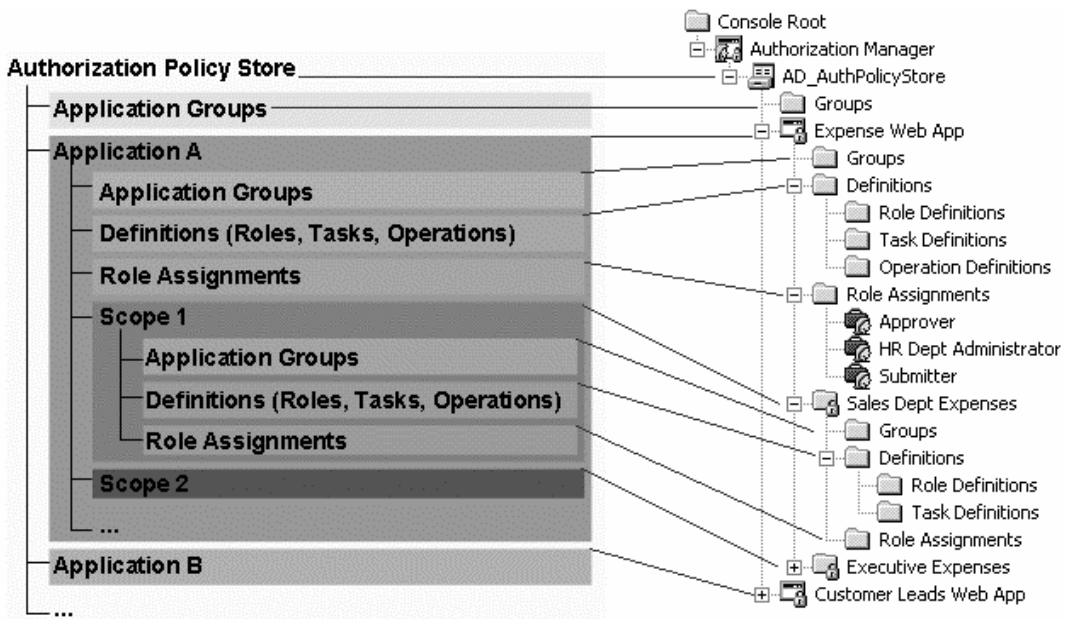 Authorization Policy Store
Application Groups
Application A
Application Groups
Definitions (Roles, Tasks, Operations)
Role Assignments
Scope 1
Application Groups
Definitions (Roles, Tasks, Operations)
Role Assignments
Scope 2
...
Application B
...
Console Root
Authorization Manager
AD_AuthPolicyStore
Groups
Expense Web App
Groups
Definitions
Role Definitions
Task Definitions
Operation Definitions
Role Assignments
Approver
HR Dept Administrator
Submitter
Sales Dept Expenses
Groups
Definitions
Role Definitions
Task Definitions
Role Assignments
Executive Expenses
Customer Leads Web App